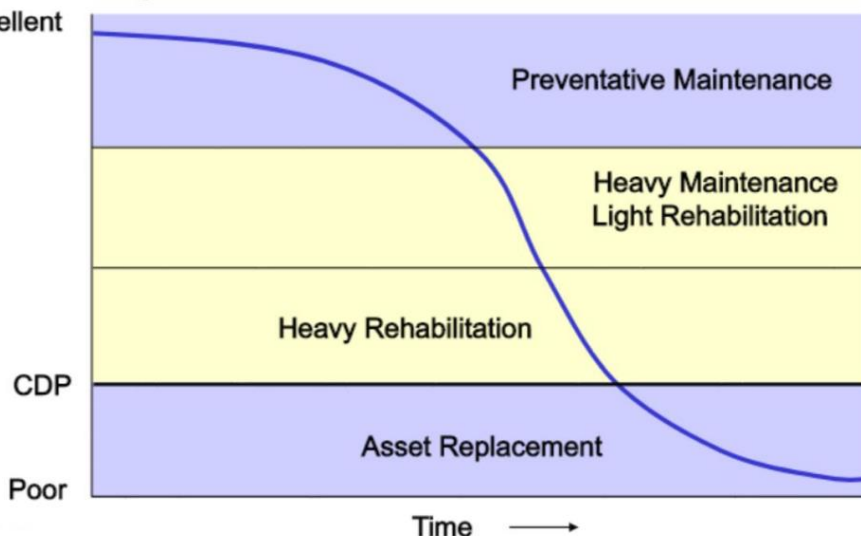 ellent
Preventative Maintenance
Heavy Maintenance
Light Rehabilitation
Heavy Rehabilitation
CDP
Asset Replacement
Poor
Time